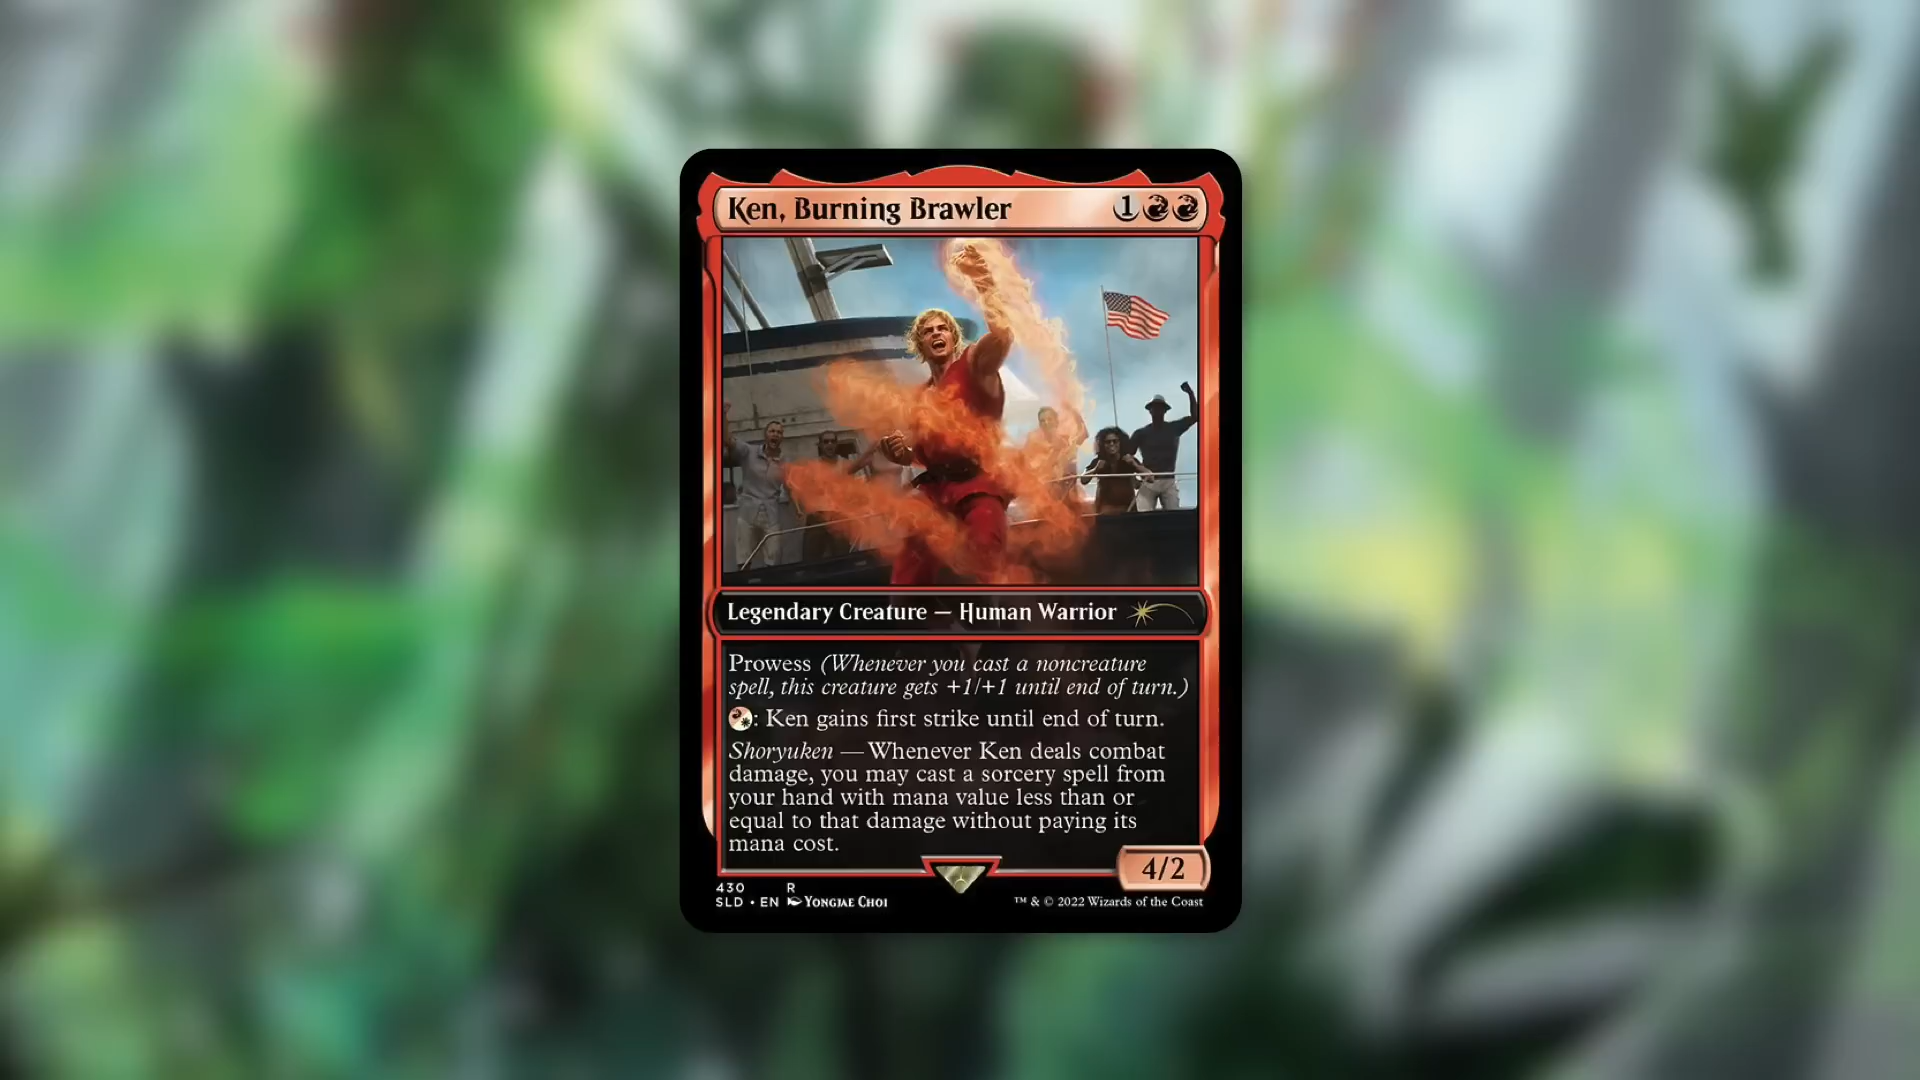 Ken, Burning Brawler 1
Legendary Creature — Human Warrior
Prowess (Whenever you cast a noncreature
spell, this creature gets +1/+1 until end of turn.)
: Ken gains first strike until end of turn.
Shoryuken — Whenever Ken deals combat
damage, you may cast a sorcery spell from
your hand with mana value less than or
equal to that damage without paying its
mana cost.
4/2
430 R
SLD • EN YONGJAE CHOI
™ & © 2022 Wizards of the Coast